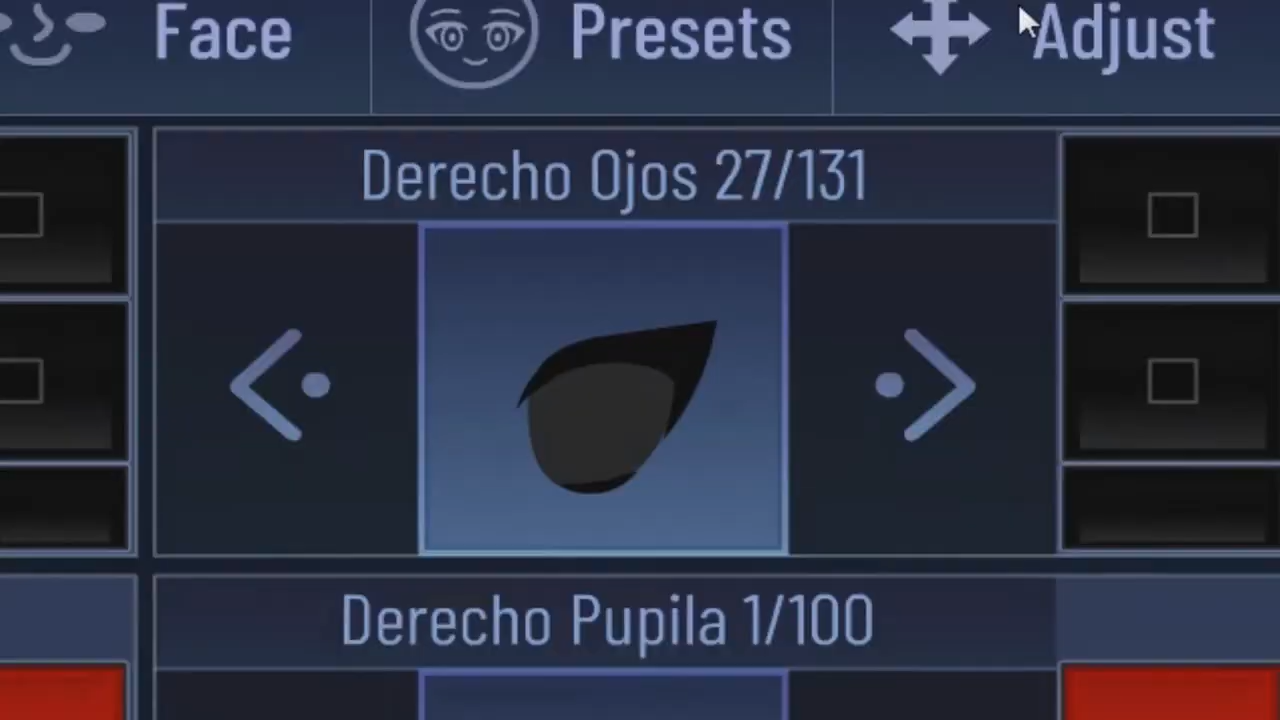 Face Presets Adjust
Derecho Ojos 27/131
Derecho Pupila 1/100